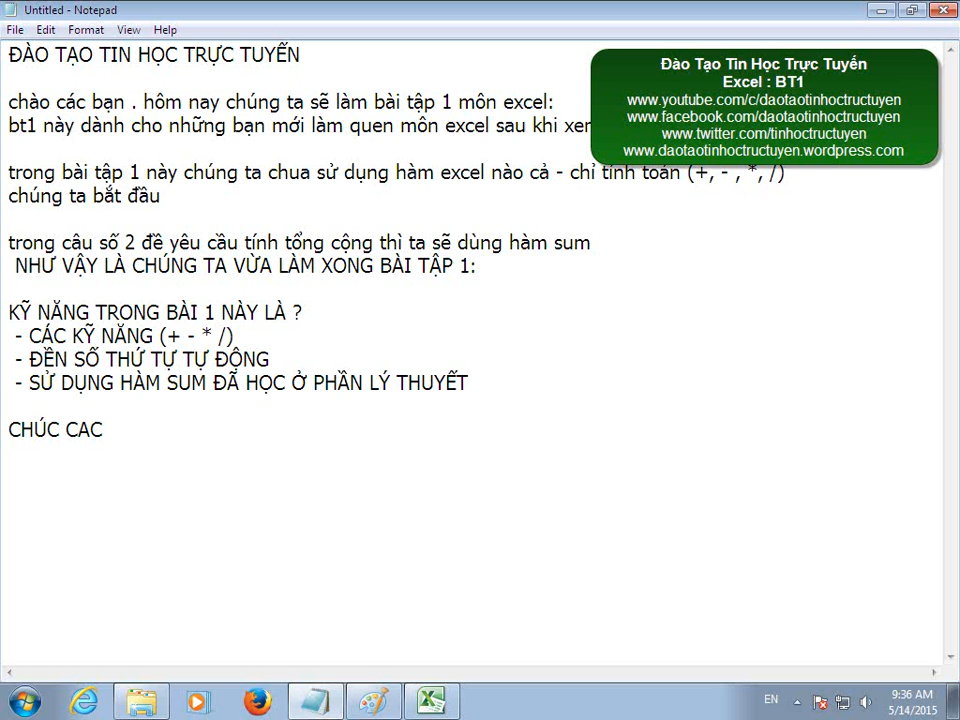 Untitled - Notepad
File Edit Format View Help
ĐÀO TẠO TIN HỌC TRỰC TUYẾN
chào các bạn . hôm nay chúng ta sẽ làm bài tập 1 môn excel:
bt1 này dành cho những bạn mới làm quen môn excel sau khi
trong bài tập 1 này chúng ta chua sử dụng hàm excel nào cả - chỉ tính toán (+, - , *, /)
chúng ta bắt đầu
trong câu số 2 đề yêu cầu tính tổng cộng thì ta sẽ dùng hàm sum
NHƯ VẬY LÀ CHÚNG TA VỪA LÀM XONG BÀI TẬP 1:
KỸ NĂNG TRONG BÀI 1 NÀY LÀ ?
- CÁC KỸ NĂNG (+ - * /)
- ĐỀN SỐ THỨ TỰ TỰ ĐỘNG
- SỬ DỤNG HÀM SUM ĐÃ HỌC Ở PHẦN LÝ THUYẾT
CHÚC CAC
Đào Tạo Tin Học Trực Tuyến
Excel : BT1
www.youtube.com/c/daotaotinhoctructuyen
www.facebook.com/daotaotinhoctructuyen
www.twitter.com/tinhoctructuyen
www.daotaotinhoctructuyen.wordpress.com
EN
9:36 AM
5/14/2015